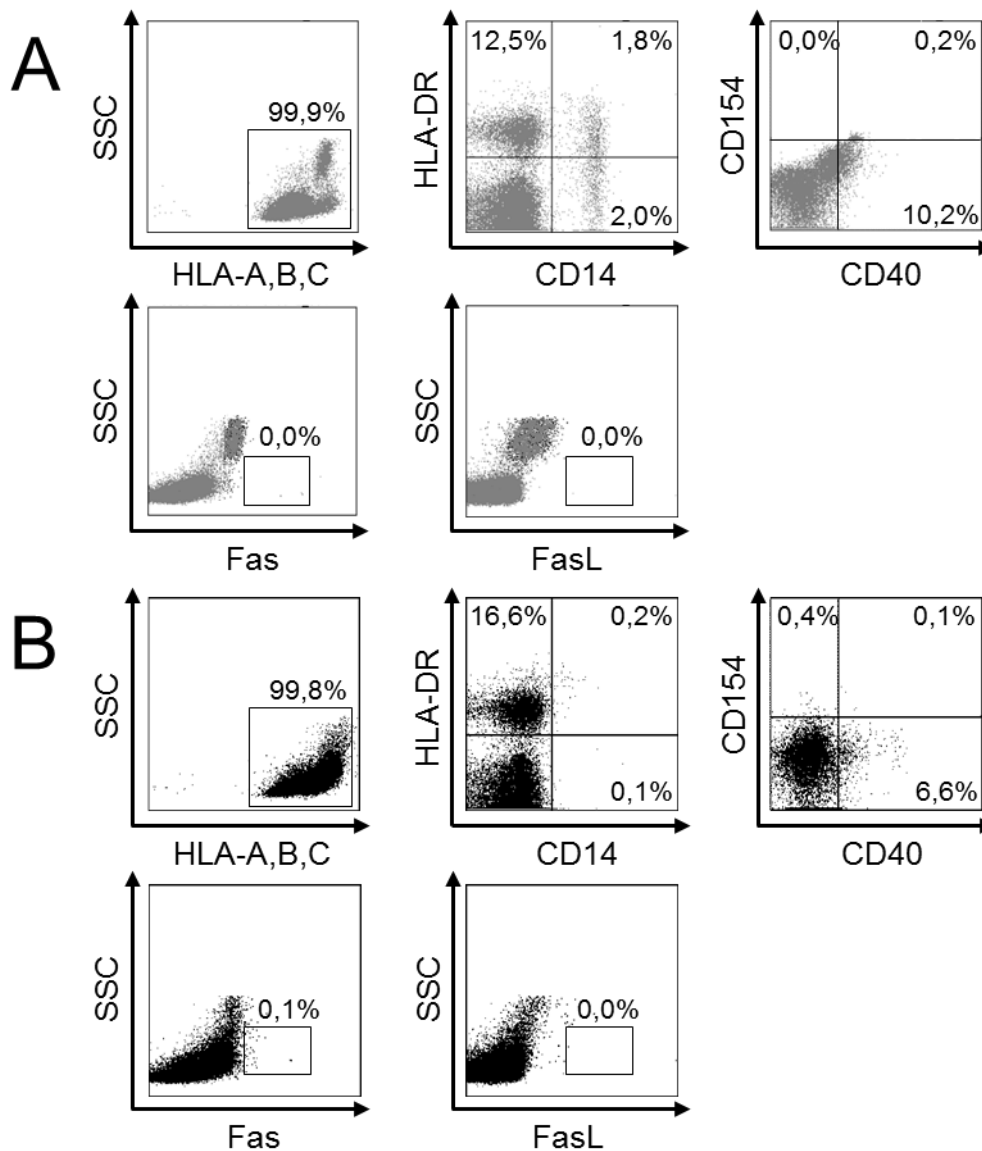 A
SSC
99,9%
HLA-A,B,C
HLA-DR
12,5%
1,8%
2,0%
CD14
CD154
0,0%
0,2%
10,2%
CD40
SSC
0,0%
Fas
SSC
0,0%
FasL
B
SSC
99,8%
HLA-A,B,C
HLA-DR
16,6%
0,2%
0,1%
CD14
CD154
0,4%
0,1%
6,6%
CD40
SSC
0,1%
Fas
SSC
0,0%
FasL